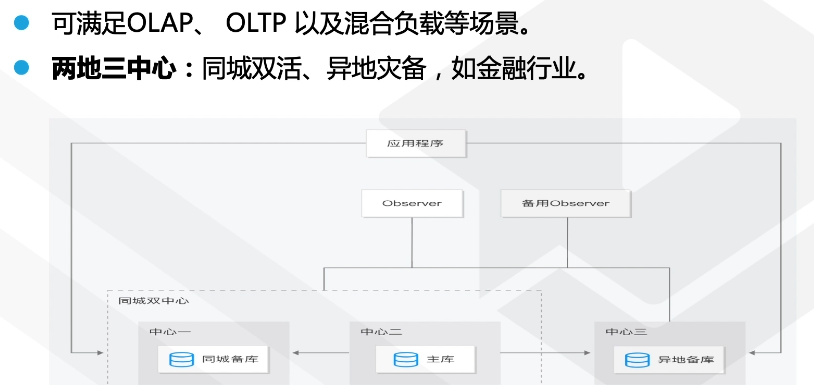 可满足OLAP、 OLTP 以及混合负载等场景。
两地三中心：同城双活、异地灾备，如金融行业。
应用程序
Observer
备用Observer
同城双中心
中心一
中心二
中心三
同城备库
主库
异地备库